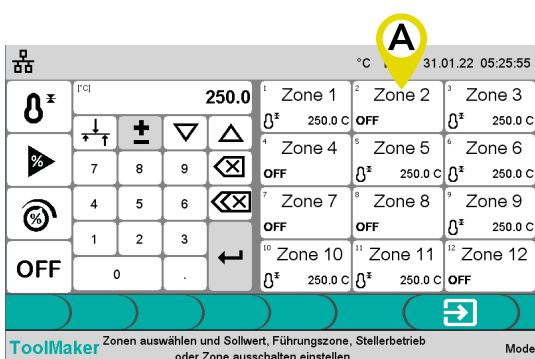 A
°C
31.01.22 05:25:55
[°C]
250.0
1 Zone 1
250.0 C
2 Zone 2
OFF
3 Zone 3
250.0 C
±
%
7 8 9
4 Zone 4
OFF
5 Zone 5
250.0 C
6 Zone 6
250.0 C
%
4 5 6
7 Zone 7
OFF
8 Zone 8
OFF
9 Zone 9
250.0 C
1 2 3
OFF
0 .
10 Zone 10
250.0 C
11 Zone 11
250.0 C
12 Zone 12
OFF
ToolMaker
Zonen auswählen und Sollwert, Führungszone, Stellerbetrieb
oder Zone ausschalten einstellen
Mode